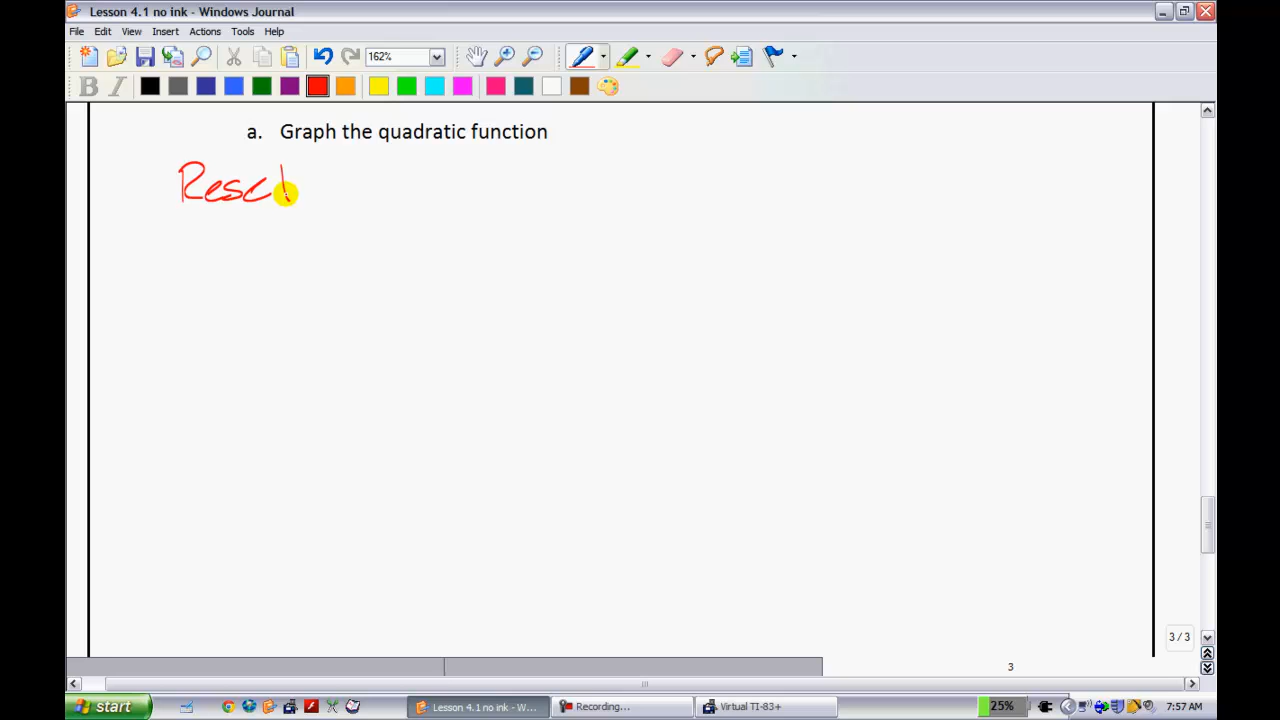 Lesson 4.1 no ink - Windows Journal
File Edit View Insert Actions Tools Help
162%
B I
a. Graph the quadratic function
3 / 3
3
start
Lesson 4.1 no ink - W...
Recording...
Virtual TI-83+
25%
7:57 AM